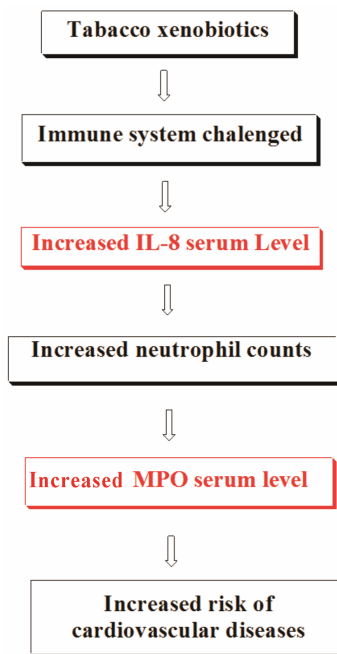 Tabacco xenobiotics
Immune system chalenged
Increased IL-8 serum Level
Increased neutrophil counts
Increased MPO serum level
Increased risk of
cardiovascular diseases